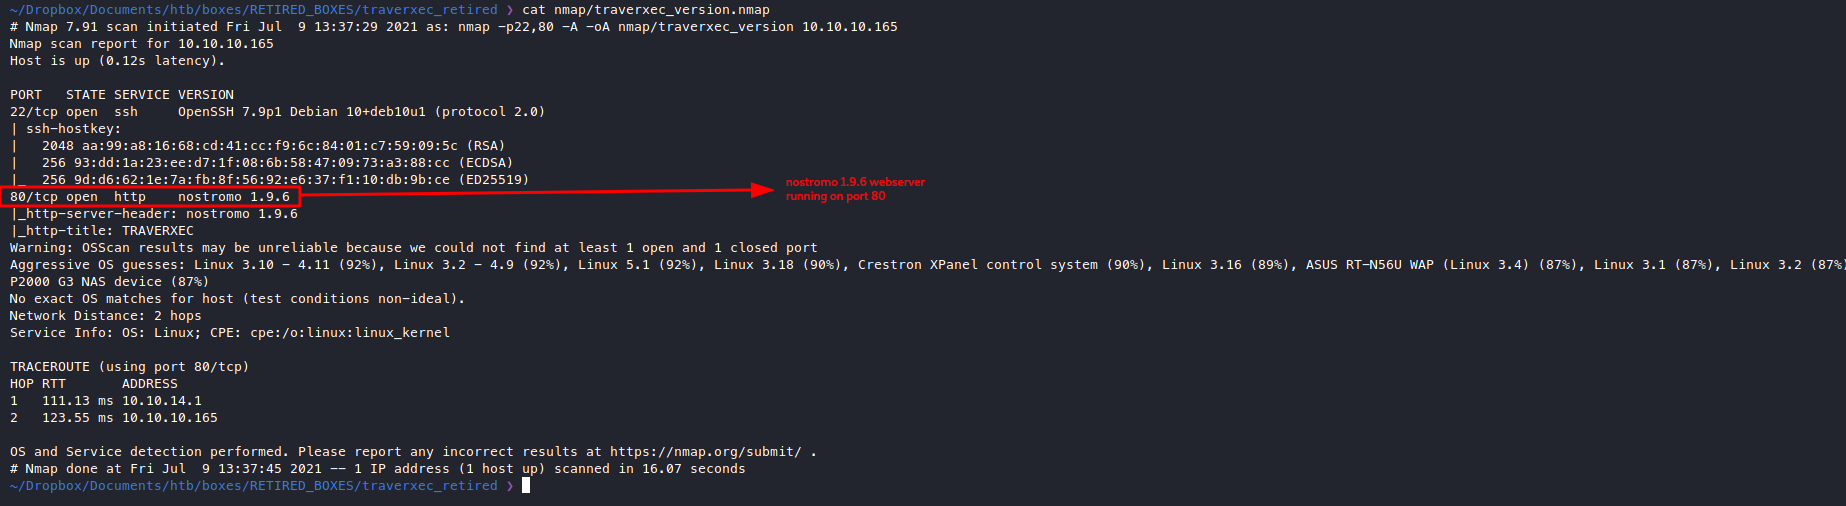 ~/Dropbox/Documents/htb/boxes/RETIRED_BOXES/traverxec_retired ❯ cat nmap/traverxec_version.nmap
# Nmap 7.91 scan initiated Fri Jul  9 13:37:29 2021 as: nmap -p22,80 -A -oA nmap/traverxec_version 10.10.10.165
Nmap scan report for 10.10.10.165
Host is up (0.12s latency).
PORT   STATE SERVICE VERSION
22/tcp open  ssh     OpenSSH 7.9p1 Debian 10+deb10u1 (protocol 2.0)
| ssh-hostkey:
|   2048 aa:99:a8:16:68:cd:41:cc:f9:6c:84:01:c7:59:09:5c (RSA)
|   256 93:dd:1a:23:ee:d7:1f:08:6b:58:47:09:73:a3:88:cc (ECDSA)
|_  256 9d:d6:62:1e:7a:fb:8f:56:92:e6:37:f1:10:db:9b:ce (ED25519)
80/tcp open  http    nostromo 1.9.6
nostromo 1.9.6 webserver
running on port 80
|_http-server-header: nostromo 1.9.6
|_http-title: TRAVERXEC
Warning: OSScan results may be unreliable because we could not find at least 1 open and 1 closed port
Aggressive OS guesses: Linux 3.10 - 4.11 (92%), Linux 3.2 - 4.9 (92%), Linux 5.1 (92%), Linux 3.18 (90%), Crestron XPanel control system (90%), Linux 3.16 (89%), ASUS RT-N56U WAP (Linux 3.4) (87%), Linux 3.1 (87%), Linux 3.2 (87%)
P2000 G3 NAS device (87%)
No exact OS matches for host (test conditions non-ideal).
Network Distance: 2 hops
Service Info: OS: Linux; CPE: cpe:/o:linux:linux_kernel
TRACEROUTE (using port 80/tcp)
HOP RTT       ADDRESS
1   111.13 ms 10.10.14.1
2   123.55 ms 10.10.10.165
OS and Service detection performed. Please report any incorrect results at https://nmap.org/submit/ .
# Nmap done at Fri Jul  9 13:37:45 2021 -- 1 IP address (1 host up) scanned in 16.07 seconds
~/Dropbox/Documents/htb/boxes/RETIRED_BOXES/traverxec_retired ❯